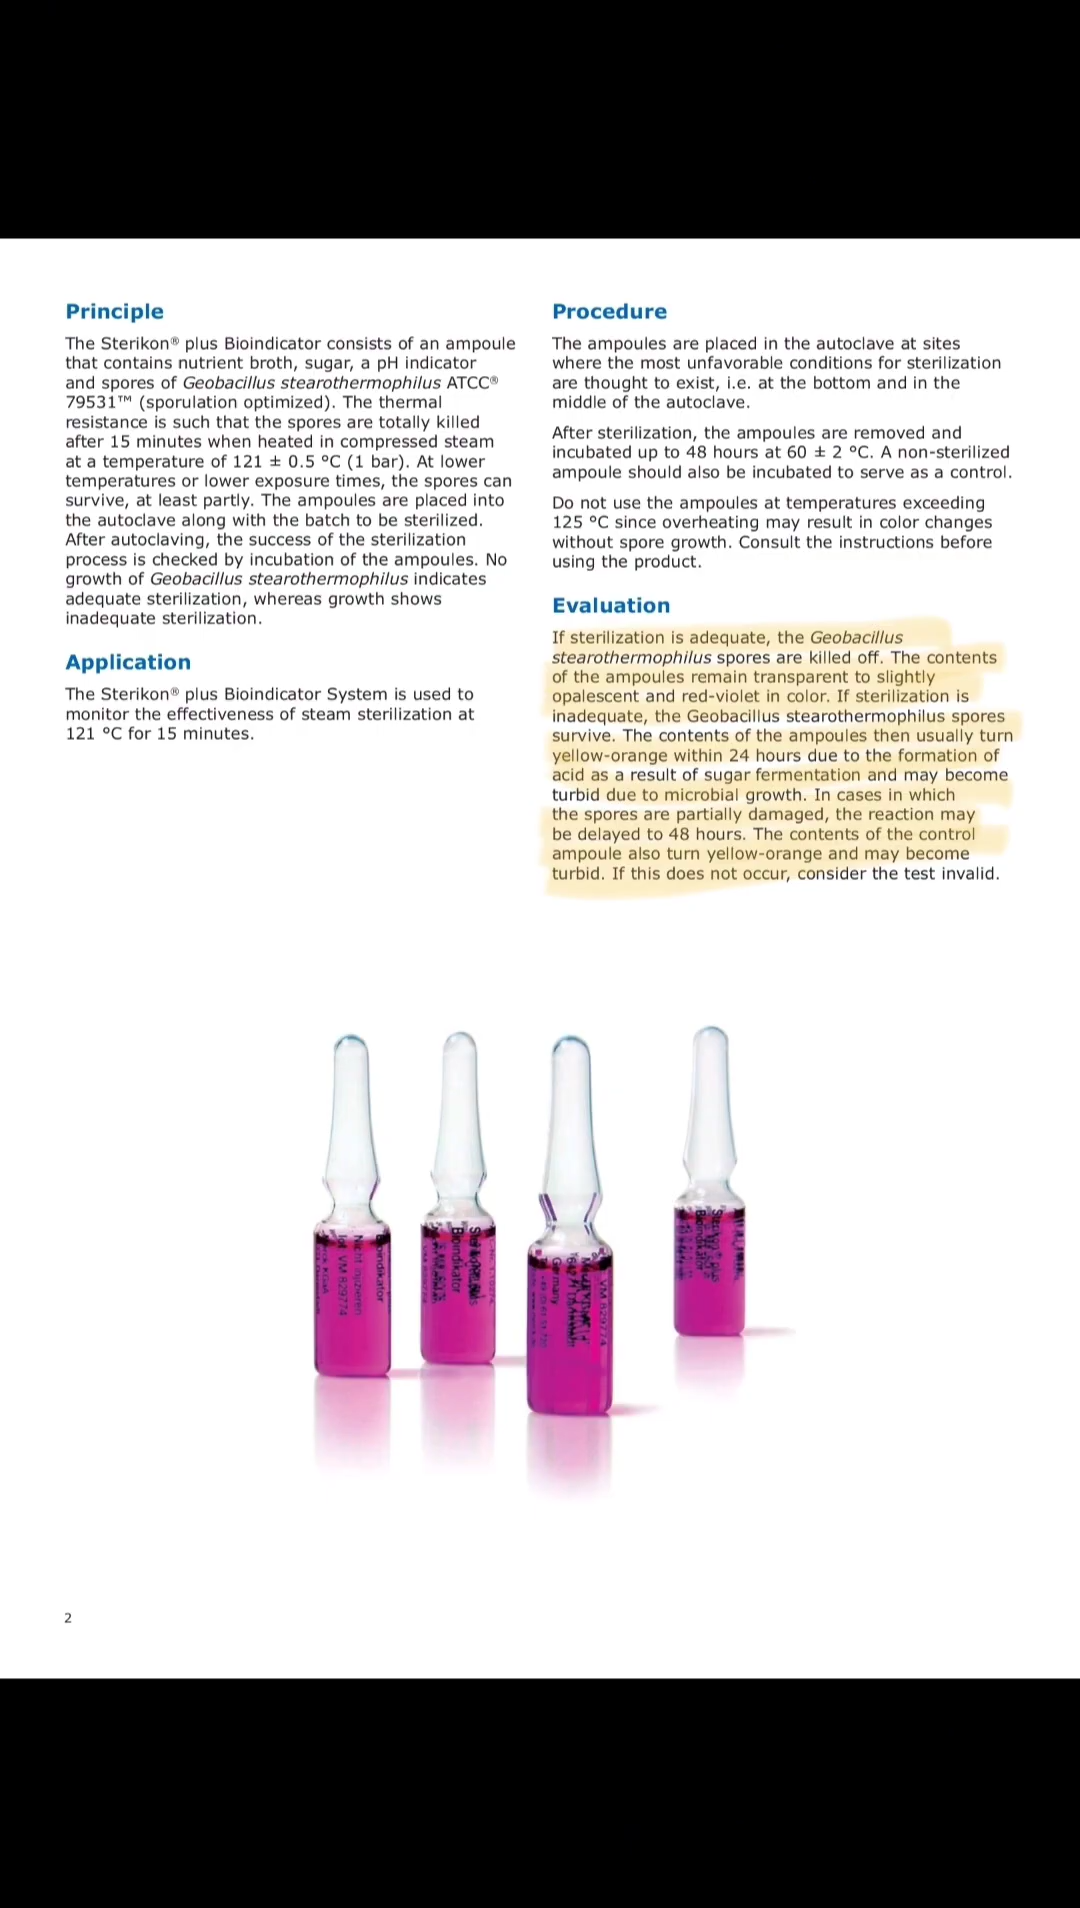 Principle
The Sterikon® plus Bioindicator consists of an ampoule
that contains nutrient broth, sugar, a pH indicator
and spores of Geobacillus stearothermophilus ATCC®
79531™ (sporulation optimized). The thermal
resistance is such that the spores are totally killed
after 15 minutes when heated in compressed steam
at a temperature of 121 ± 0.5 °C (1 bar). At lower
temperatures or lower exposure times, the spores can
survive, at least partly. The ampoules are placed into
the autoclave along with the batch to be sterilized.
After autoclaving, the success of the sterilization
process is checked by incubation of the ampoules. No
growth of Geobacillus stearothermophilus indicates
adequate sterilization, whereas growth shows
inadequate sterilization.
Application
The Sterikon® plus Bioindicator System is used to
monitor the effectiveness of steam sterilization at
121 °C for 15 minutes.
Procedure
The ampoules are placed in the autoclave at sites
where the most unfavorable conditions for sterilization
are thought to exist, i.e. at the bottom and in the
middle of the autoclave.
After sterilization, the ampoules are removed and
incubated up to 48 hours at 60 ± 2 °C. A non-sterilized
ampoule should also be incubated to serve as a control.
Do not use the ampoules at temperatures exceeding
125 °C since overheating may result in color changes
without spore growth. Consult the instructions before
using the product.
Evaluation
If sterilization is adequate, the Geobacillus
stearothermophilus spores are killed off. The contents
of the ampoules remain transparent to slightly
opalescent and red-violet in color. If sterilization is
inadequate, the Geobacillus stearothermophilus spores
survive. The contents of the ampoules then usually turn
yellow-orange within 24 hours due to the formation of
acid as a result of sugar fermentation and may become
turbid due to microbial growth. In cases in which
the spores are partially damaged, the reaction may
be delayed to 48 hours. The contents of the control
ampoule also turn yellow-orange and may become
turbid. If this does not occur, consider the test invalid.
Bioindikator
Nicht injizieren
lot. VM 829774
Bioindikator
VM 829774
Germany
Bioindikator
2